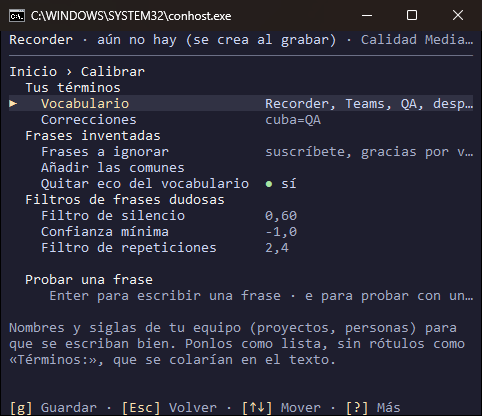 C:\WINDOWS\SYSTEM32\conhost.exe
Recorder · aún no hay (se crea al grabar) · Calidad Media…
Inicio › Calibrar
Tus términos
► Vocabulario Recorder, Teams, QA, desp…
Correcciones cuba=QA
Frases inventadas
Frases a ignorar suscríbete, gracias por v…
Añadir las comunes
Quitar eco del vocabulario ● sí
Filtros de frases dudosas
Filtro de silencio 0,60
Confianza mínima -1,0
Filtro de repeticiones 2,4
Probar una frase
Enter para escribir una frase · e para probar con un…
Nombres y siglas de tu equipo (proyectos, personas) para
que se escriban bien. Ponlos como lista, sin rótulos como
«Términos:», que se colarían en el texto.
[g] Guardar · [Esc] Volver · [↑↓] Mover · [?] Más